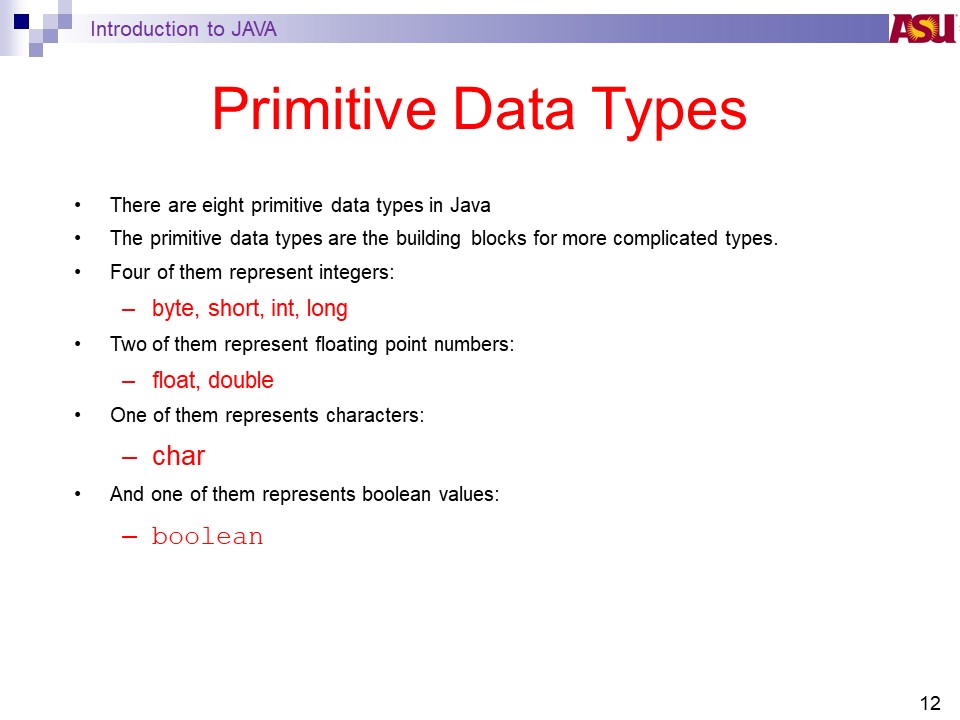 Introduction to JAVA
ASU
Primitive Data Types
• There are eight primitive data types in Java
• The primitive data types are the building blocks for more complicated types.
• Four of them represent integers:
– byte, short, int, long
• Two of them represent floating point numbers:
– float, double
• One of them represents characters:
– char
• And one of them represents boolean values:
– boolean
12